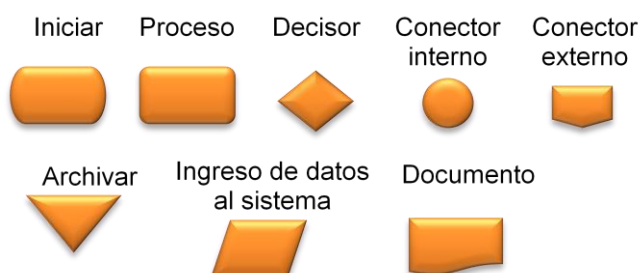 Iniciar
Proceso
Decisor
Conector
interno
Conector
externo
Archivar
Ingreso de datos
al sistema
Documento